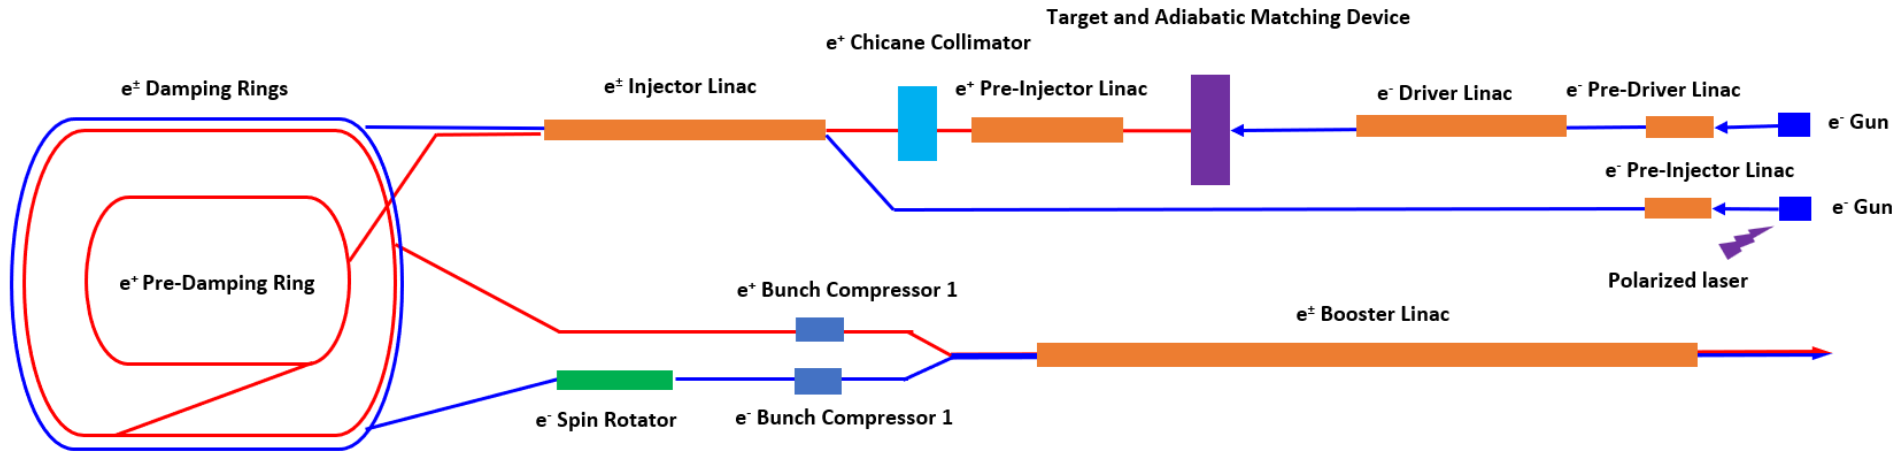 Target and Adiabatic Matching Device
e⁺ Chicane Collimator
e± Damping Rings
e± Injector Linac
e⁺ Pre-Injector Linac
e⁻ Driver Linac
e⁻ Pre-Driver Linac
e⁻ Gun
e⁻ Pre-Injector Linac
e⁻ Gun
Polarized laser
e⁺ Pre-Damping Ring
e⁺ Bunch Compressor 1
e± Booster Linac
e⁻ Spin Rotator
e⁻ Bunch Compressor 1